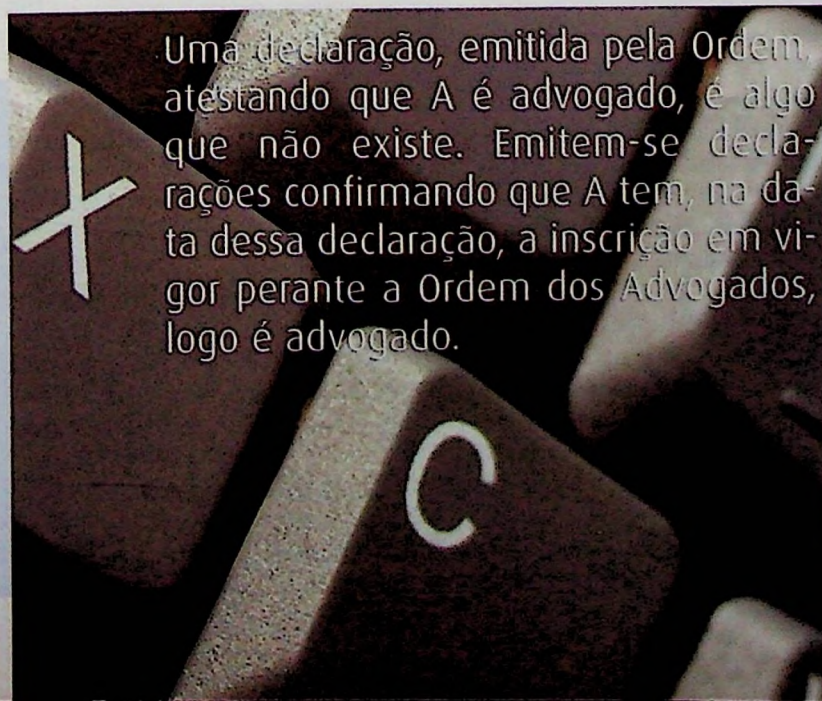 Uma declaração, emitida pela Ordem,
atestando que A é advogado, é algo
que não existe. Emitem-se decla-
rações confirmando que A tem, na da-
ta dessa declaração, a inscrição em vi-
gor perante a Ordem dos Advogados,
logo é advogado.
X
C